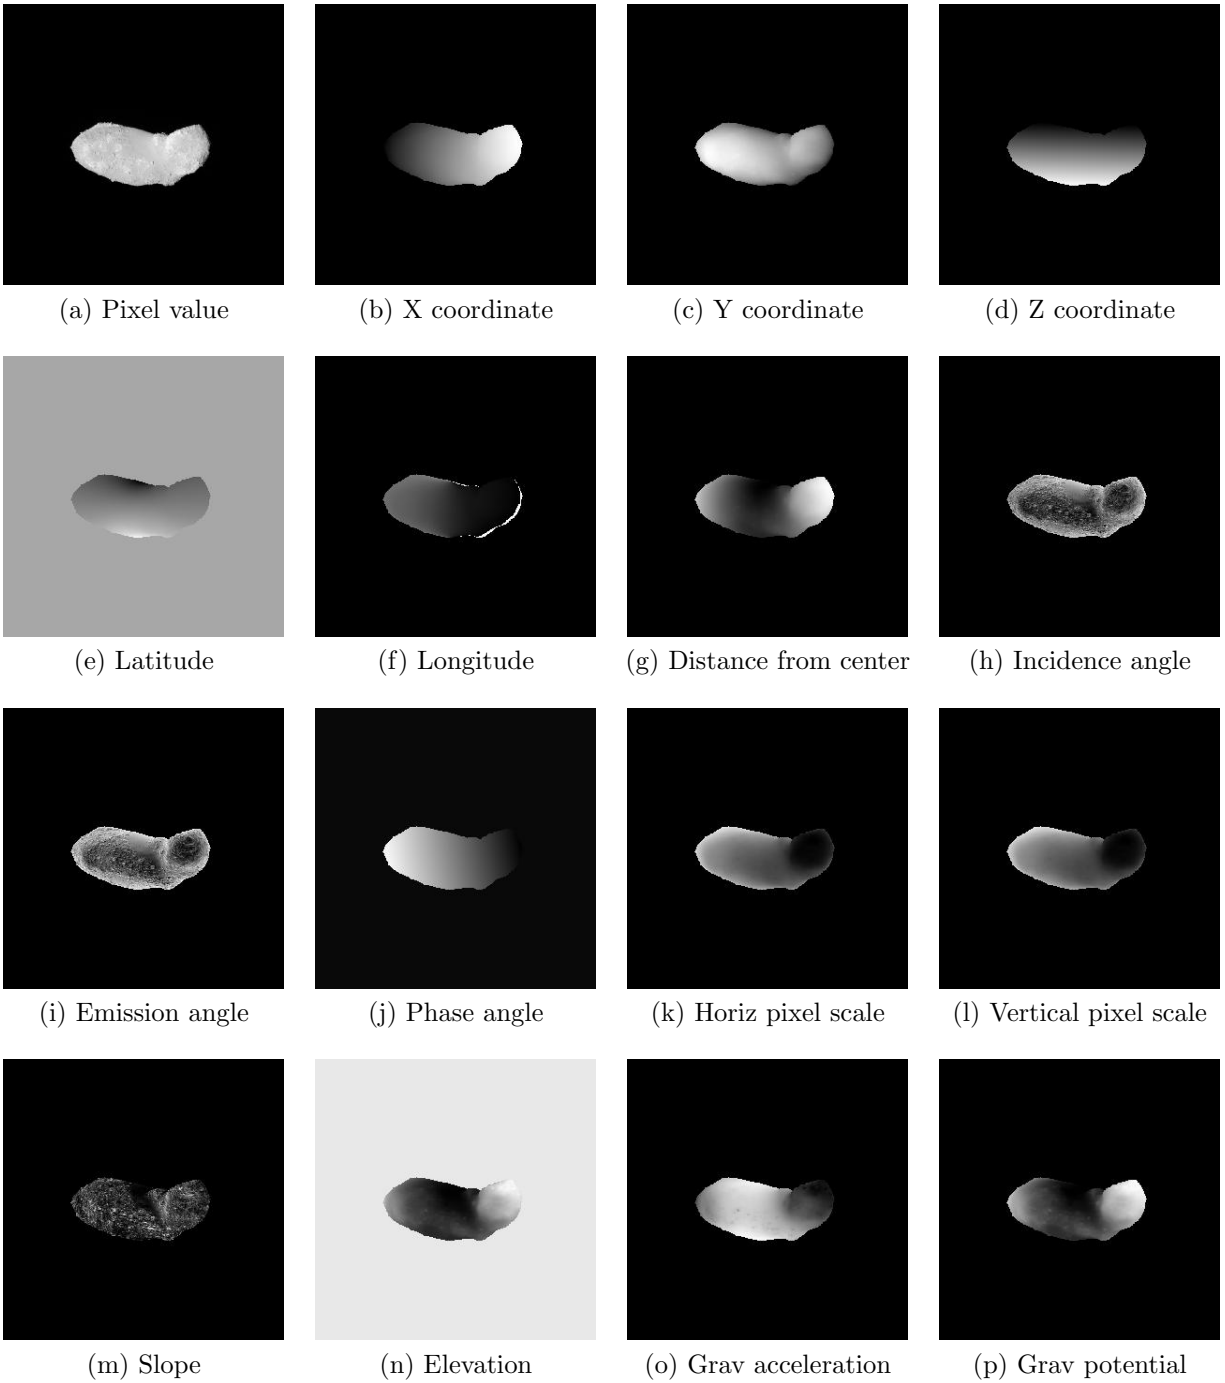 (a) Pixel value
(b) X coordinate
(c) Y coordinate
(d) Z coordinate
(e) Latitude
(f) Longitude
(g) Distance from center
(h) Incidence angle
(i) Emission angle
(j) Phase angle
(k) Horiz pixel scale
(l) Vertical pixel scale
(m) Slope
(n) Elevation
(o) Grav acceleration
(p) Grav potential